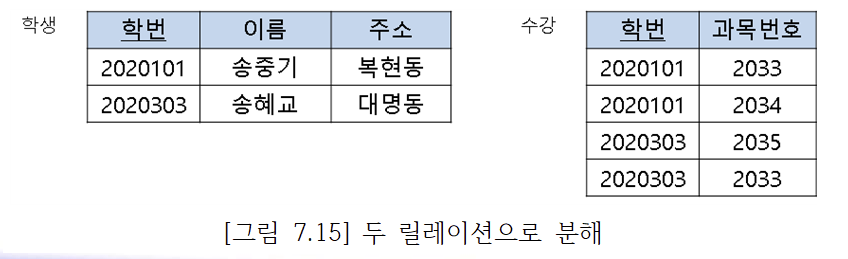 학생
학번 이름 주소
2020101 송중기 복현동
2020303 송혜교 대명동
수강
학번 과목번호
2020101 2033
2020101 2034
2020303 2035
2020303 2033
[그림 7.15] 두 릴레이션으로 분해